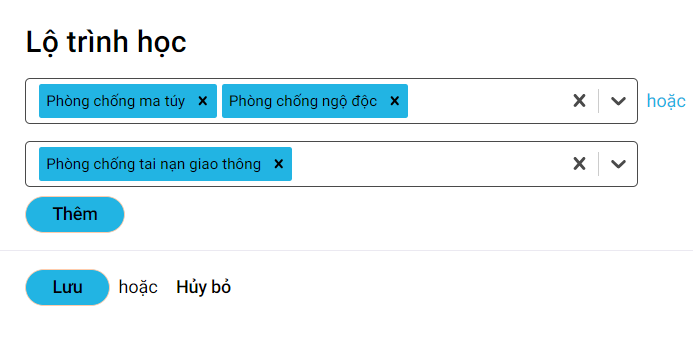 Lộ trình học
Phòng chống ma túy Phòng chống ngộ độc hoặc
Phòng chống tai nạn giao thông
Thêm
Lưu hoặc Hủy bỏ